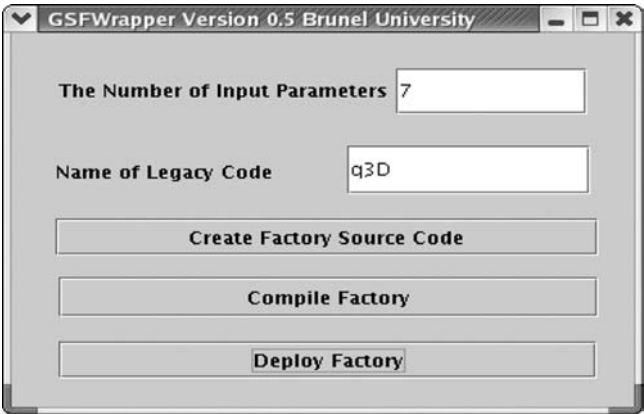 GSFWrapper Version 0.5 Brunel University
The Number of Input Parameters 7
Name of Legacy Code q3D
Create Factory Source Code
Compile Factory
Deploy Factory